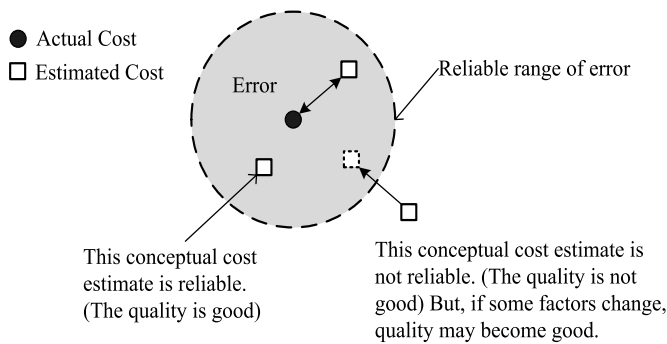 Actual Cost
Estimated Cost
Error
Reliable range of error
This conceptual cost
estimate is reliable.
(The quality is good)
This conceptual cost estimate is
not reliable. (The quality is not
good) But, if some factors change,
quality may become good.